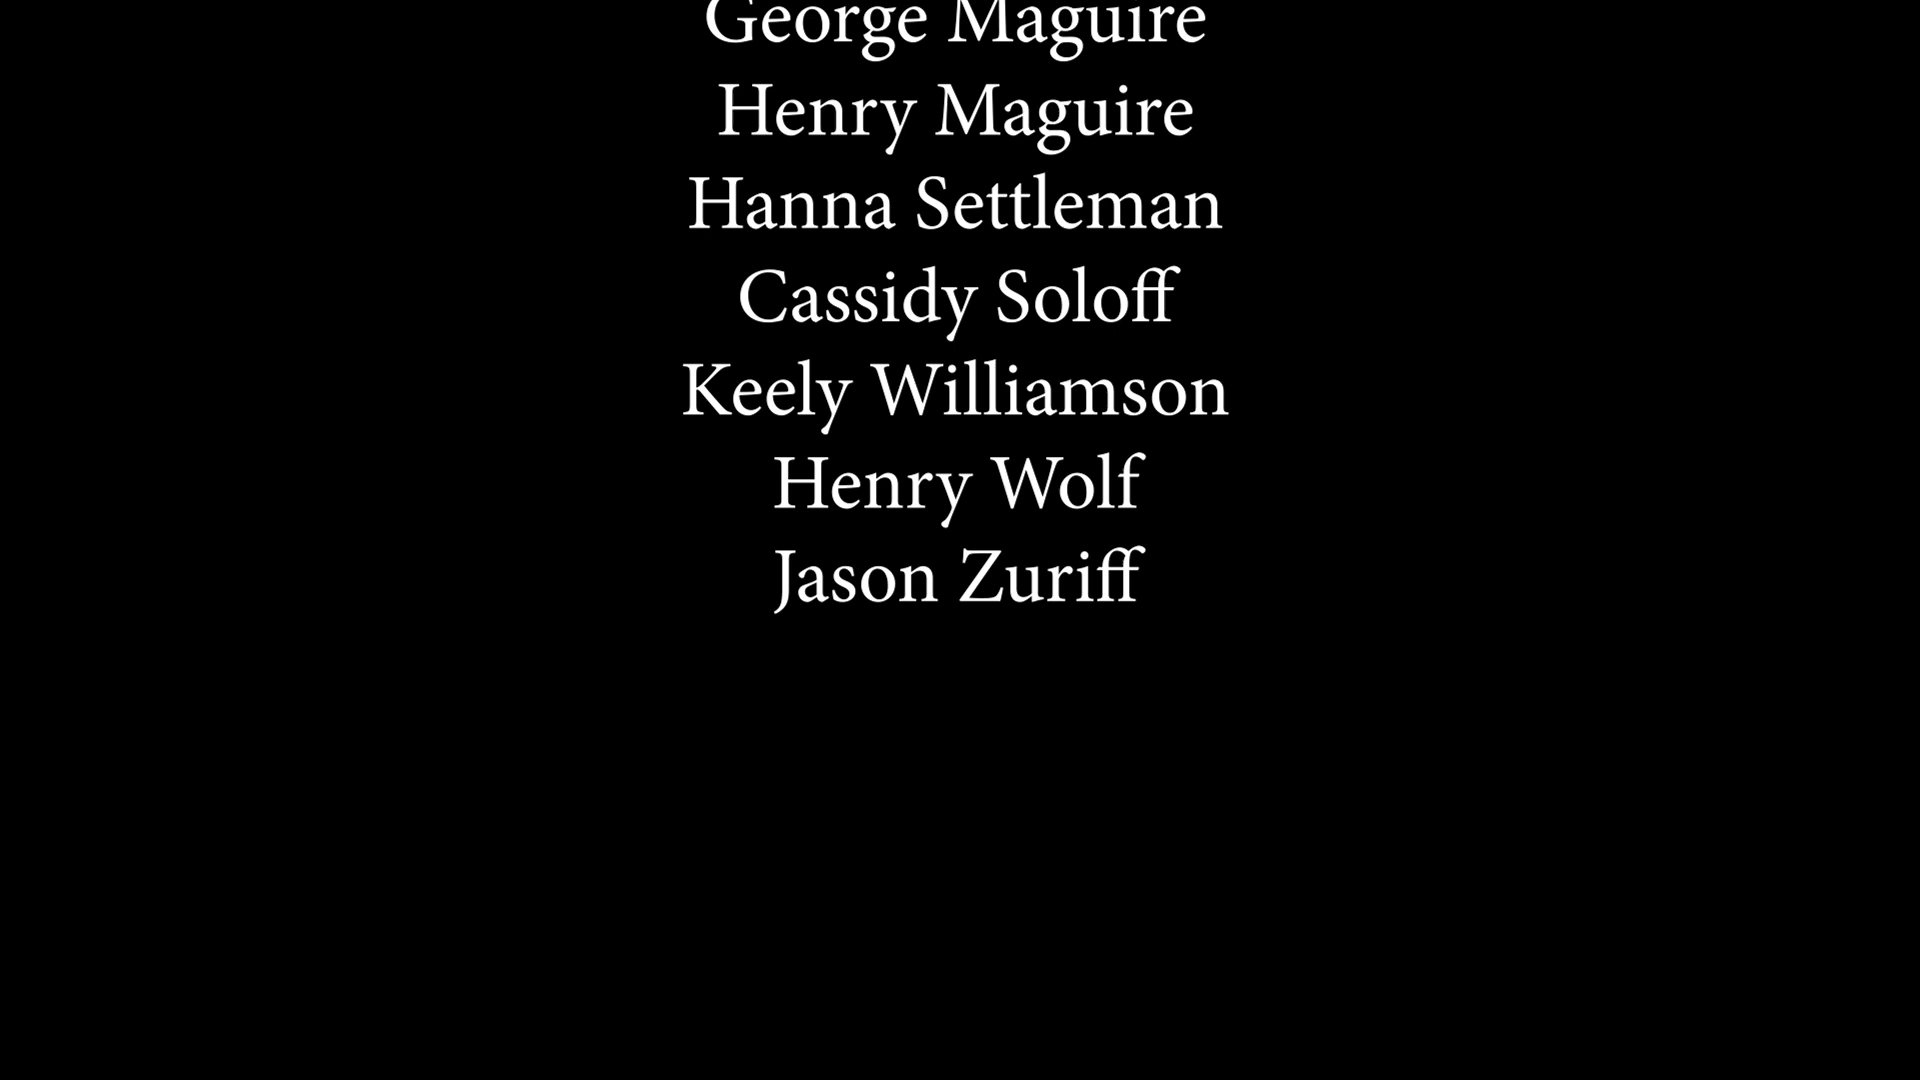 George Maguire
Henry Maguire
Hanna Settleman
Cassidy Soloff
Keely Williamson
Henry Wolf
Jason Zuriff